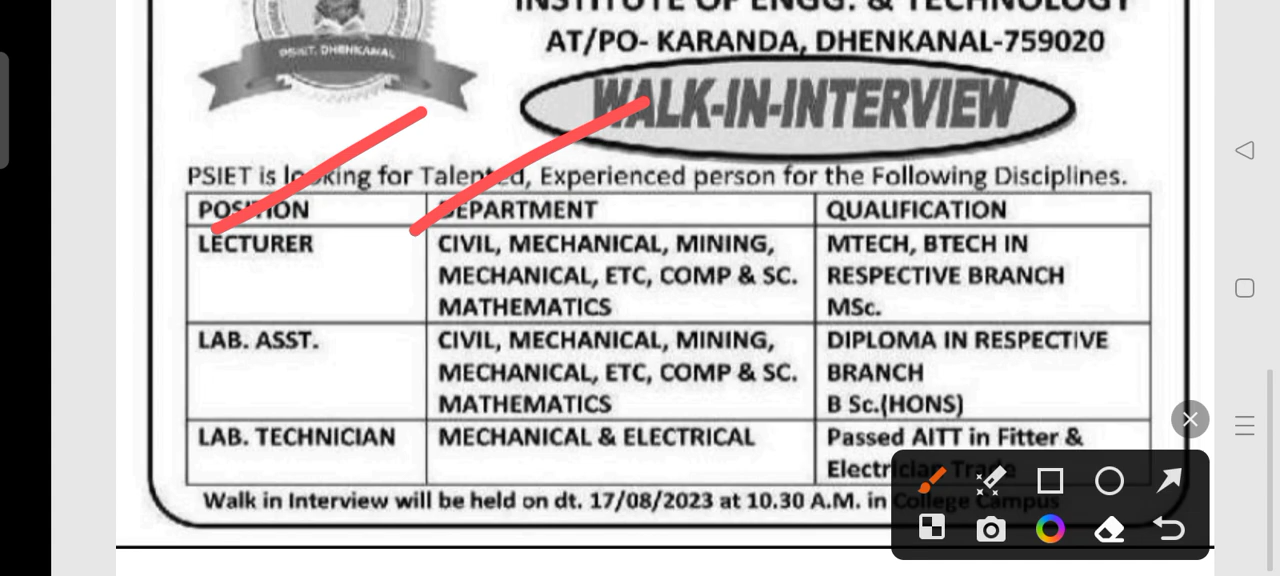 INSTITUTE OF ENGG. & TECHNOLOGY
AT/PO- KARANDA, DHENKANAL-759020
PSIET, DHENKANAL
WALK-IN-INTERVIEW
PSIET is looking for Talented, Experienced person for the Following Disciplines.
POSITION DEPARTMENT QUALIFICATION
LECTURER CIVIL, MECHANICAL, MINING, MTECH, BTECH IN
MECHANICAL, ETC, COMP & SC. RESPECTIVE BRANCH
MATHEMATICS MSc.
LAB. ASST. CIVIL, MECHANICAL, MINING, DIPLOMA IN RESPECTIVE
MECHANICAL, ETC, COMP & SC. BRANCH
MATHEMATICS B Sc.(HONS)
LAB. TECHNICIAN MECHANICAL & ELECTRICAL Passed AITT in Fitter &
Electrician Trade
Walk in Interview will be held on dt. 17/08/2023 at 10.30 A.M. in College Campus